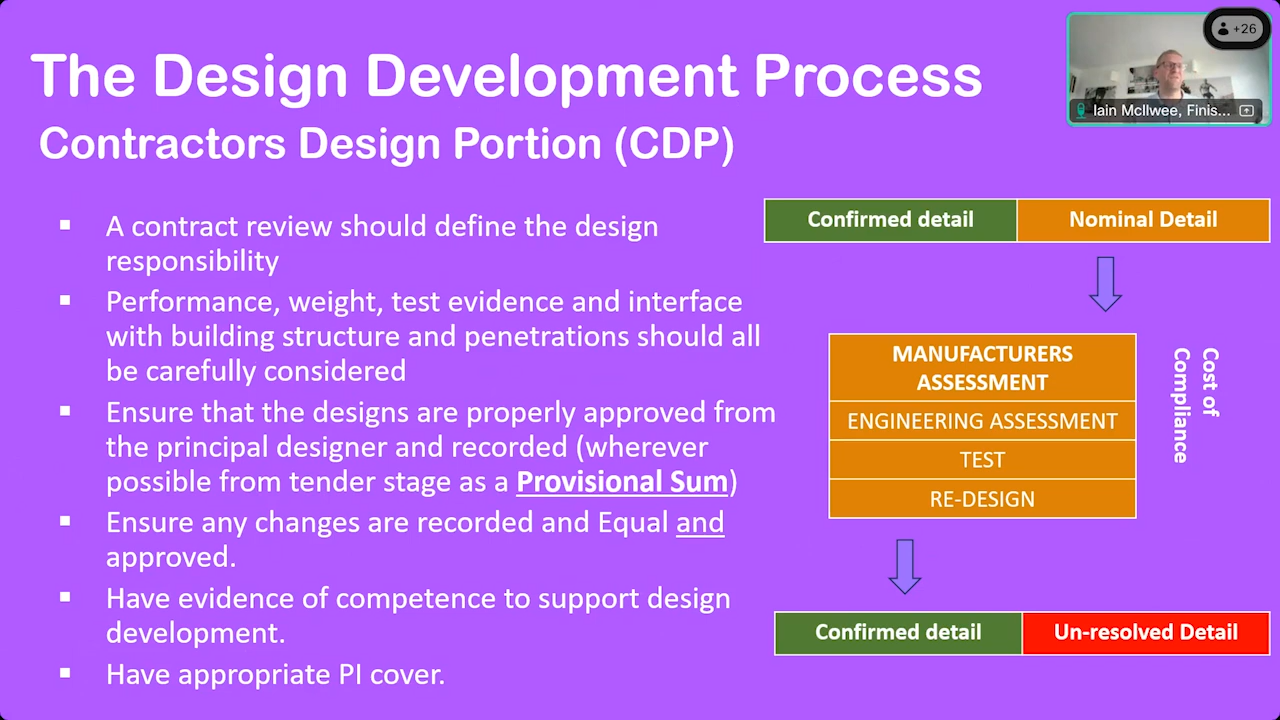 The Design Development Process
Contractors Design Portion (CDP)
+26
Iain McIlwee, Finis...
A contract review should define the design
responsibility
Performance, weight, test evidence and interface
with building structure and penetrations should all
be carefully considered
Ensure that the designs are properly approved from
the principal designer and recorded (wherever
possible from tender stage as a Provisional Sum)
Ensure any changes are recorded and Equal and
approved.
Have evidence of competence to support design
development.
Have appropriate PI cover.
Confirmed detail
Nominal Detail
MANUFACTURERS
ASSESSMENT
ENGINEERING ASSESSMENT
TEST
RE-DESIGN
Cost of
Compliance
Confirmed detail
Un-resolved Detail